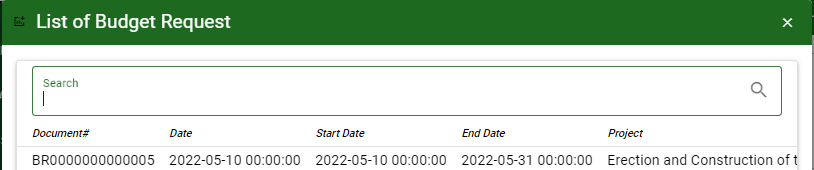 List of Budget Request
Search
Document# Date Start Date End Date Project
BR0000000000005 2022-05-10 00:00:00 2022-05-10 00:00:00 2022-05-31 00:00:00 Erection and Construction of t